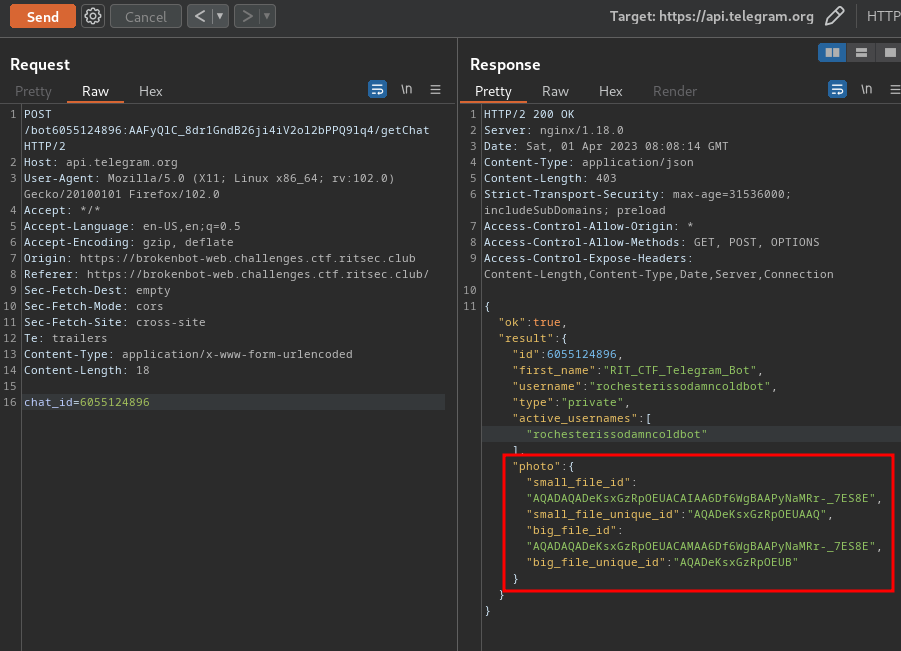 Send
Cancel
Target: https://api.telegram.org
HTTP
Request
Pretty
Raw
Hex
\n
1 POST
/bot6055124896:AAFyQlC_8dr1GndB26ji4iV2ol2bPPQ9lq4/getChat
HTTP/2
2 Host: api.telegram.org
3 User-Agent: Mozilla/5.0 (X11; Linux x86_64; rv:102.0)
Gecko/20100101 Firefox/102.0
4 Accept: */*
5 Accept-Language: en-US,en;q=0.5
6 Accept-Encoding: gzip, deflate
7 Origin: https://brokenbot-web.challenges.ctf.ritsec.club
8 Referer: https://brokenbot-web.challenges.ctf.ritsec.club/
9 Sec-Fetch-Dest: empty
10 Sec-Fetch-Mode: cors
11 Sec-Fetch-Site: cross-site
12 Te: trailers
13 Content-Type: application/x-www-form-urlencoded
14 Content-Length: 18
15
16 chat_id=6055124896
Response
Pretty
Raw
Hex
Render
\n
1 HTTP/2 200 OK
2 Server: nginx/1.18.0
3 Date: Sat, 01 Apr 2023 08:08:14 GMT
4 Content-Type: application/json
5 Content-Length: 403
6 Strict-Transport-Security: max-age=31536000;
includeSubDomains; preload
7 Access-Control-Allow-Origin: *
8 Access-Control-Allow-Methods: GET, POST, OPTIONS
9 Access-Control-Expose-Headers:
Content-Length,Content-Type,Date,Server,Connection
10
11 {
"ok":true,
"result":{
"id":6055124896,
"first_name":"RIT_CTF_Telegram_Bot",
"username":"rochesterissodamncoldbot",
"type":"private",
"active_usernames":[
"rochesterissodamncoldbot"
],
"photo":{
"small_file_id":
"AQADAQADeKsxGzRpOEUACAIAA6Df6WgBAAPyNaMRr-_7ES8E",
"small_file_unique_id":"AQADeKsxGzRpOEUAAQ",
"big_file_id":
"AQADAQADeKsxGzRpOEUACAMAA6Df6WgBAAPyNaMRr-_7ES8E",
"big_file_unique_id":"AQADeKsxGzRpOEUB"
}
}
}